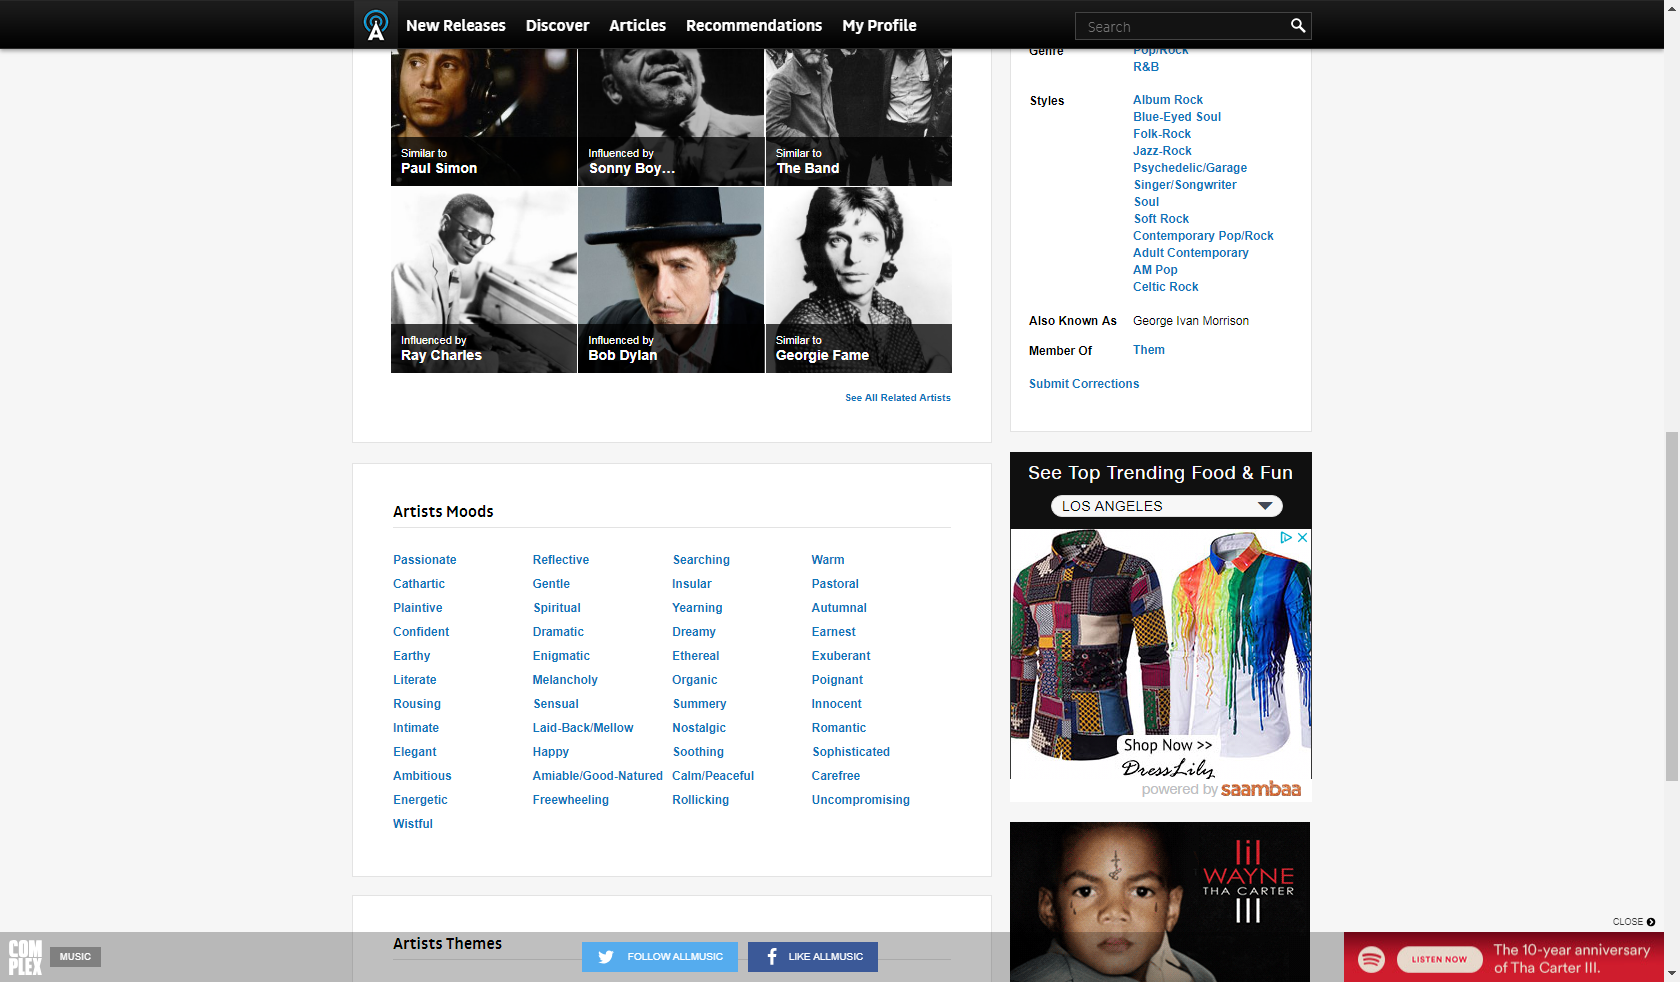 New Releases
Discover
Articles
Recommendations
My Profile
Search
Similar to
Paul Simon
Influenced by
Sonny Boy...
Similar to
The Band
Influenced by
Ray Charles
Influenced by
Bob Dylan
Similar to
Georgie Fame
See All Related Artists
Genre
Pop/Rock
R&B
Styles
Album Rock
Blue-Eyed Soul
Folk-Rock
Jazz-Rock
Psychedelic/Garage
Singer/Songwriter
Soul
Soft Rock
Contemporary Pop/Rock
Adult Contemporary
AM Pop
Celtic Rock
Also Known As George Ivan Morrison
Member Of Them
Submit Corrections
Artists Moods
Passionate Reflective Searching Warm
Cathartic Gentle Insular Pastoral
Plaintive Spiritual Yearning Autumnal
Confident Dramatic Dreamy Earnest
Earthy Enigmatic Ethereal Exuberant
Literate Melancholy Organic Poignant
Rousing Sensual Summery Innocent
Intimate Laid-Back/Mellow Nostalgic Romantic
Elegant Happy Soothing Sophisticated
Ambitious Amiable/Good-Natured Calm/Peaceful Carefree
Energetic Freewheeling Rollicking Uncompromising
Wistful
See Top Trending Food & Fun
LOS ANGELES
Shop Now >>
DressLily
powered by saambaa
lil
WAYNE
THA CARTER
III
Artists Themes
COM
PLEX
MUSIC
FOLLOW ALLMUSIC
LIKE ALLMUSIC
CLOSE
LISTEN NOW
The 10-year anniversary
of Tha Carter III.